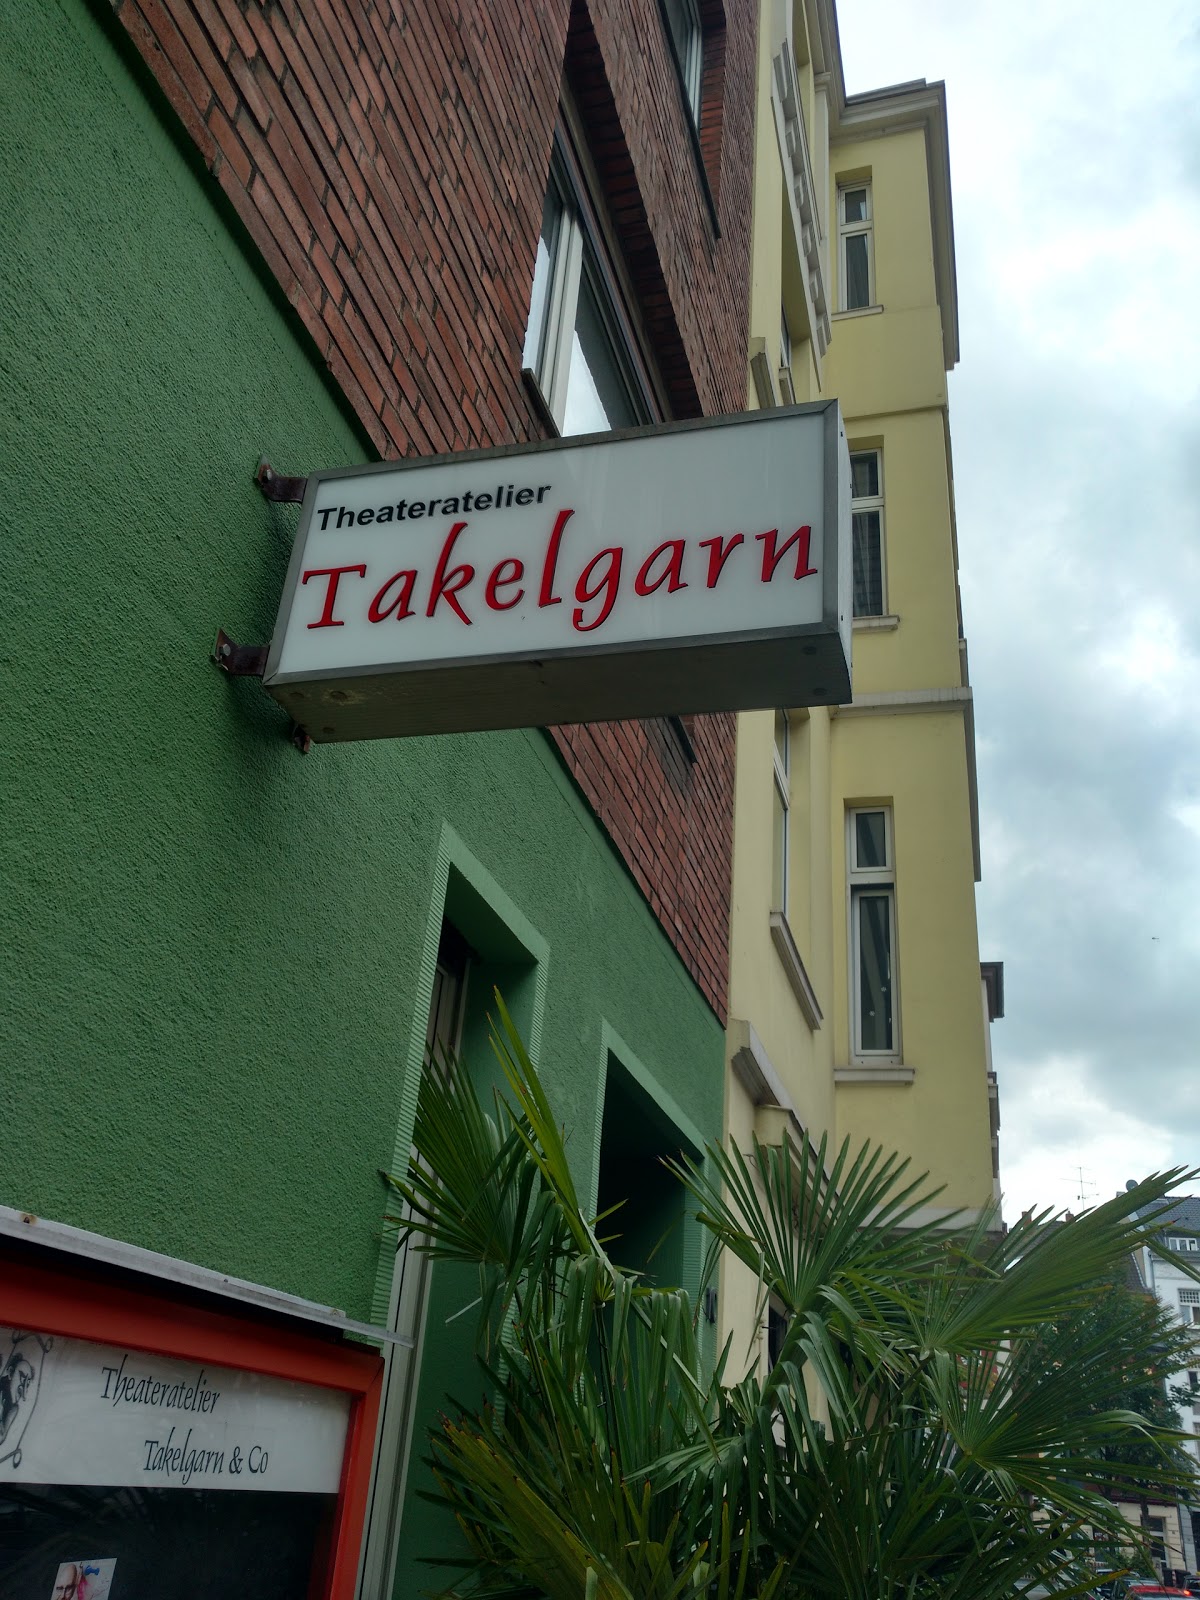 Theateratelier
Takelgarn
Theateratelier
Takelgarn & Co